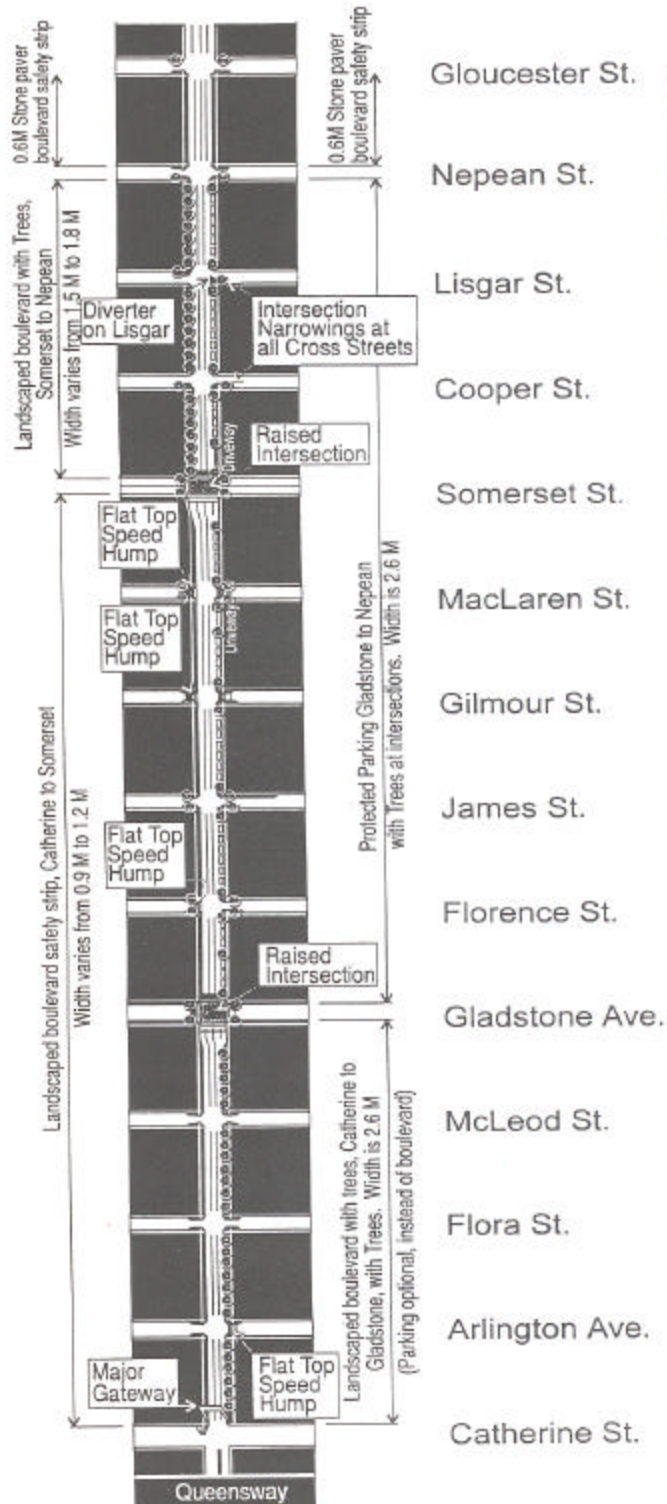 0.6M Stone paver
boulevard safety strip
0.6M Stone paver
boulevard safety strip
Gloucester St.
Nepean St.
Landscaped boulevard with Trees,
Somerset to Nepean
Width varies from 1.5 M to 1.8 M
Lisgar St.
Diverter
on Lisgar
Intersection
Narrowings at
all Cross Streets
Cooper St.
Raised
Intersection
Driveway
Somerset St.
Flat Top
Speed
Hump
MacLaren St.
Flat Top
Speed
Hump
Driveway
Protected Parking Gladstone to Nepean
with Trees at intersections. Width is 2.6 M
Gilmour St.
James St.
Landscaped boulevard safety strip, Catherine to Somerset
Width varies from 0.9 M to 1.2 M
Flat Top
Speed
Hump
Florence St.
Raised
Intersection
Gladstone Ave.
McLeod St.
Landscaped boulevard with trees, Catherine to
Gladstone, with Trees. Width is 2.6 M
(Parking optional, instead of boulevard)
Flora St.
Arlington Ave.
Major
Gateway
Flat Top
Speed
Hump
Catherine St.
Queensway